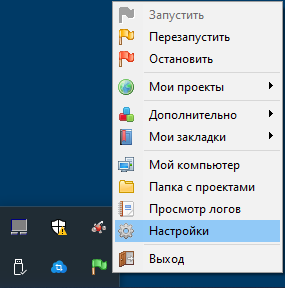 Запустить
Перезапустить
Остановить
Мои проекты
Дополнительно
Мои закладки
Мой компьютер
Папка с проектами
Просмотр логов
Настройки
Выход